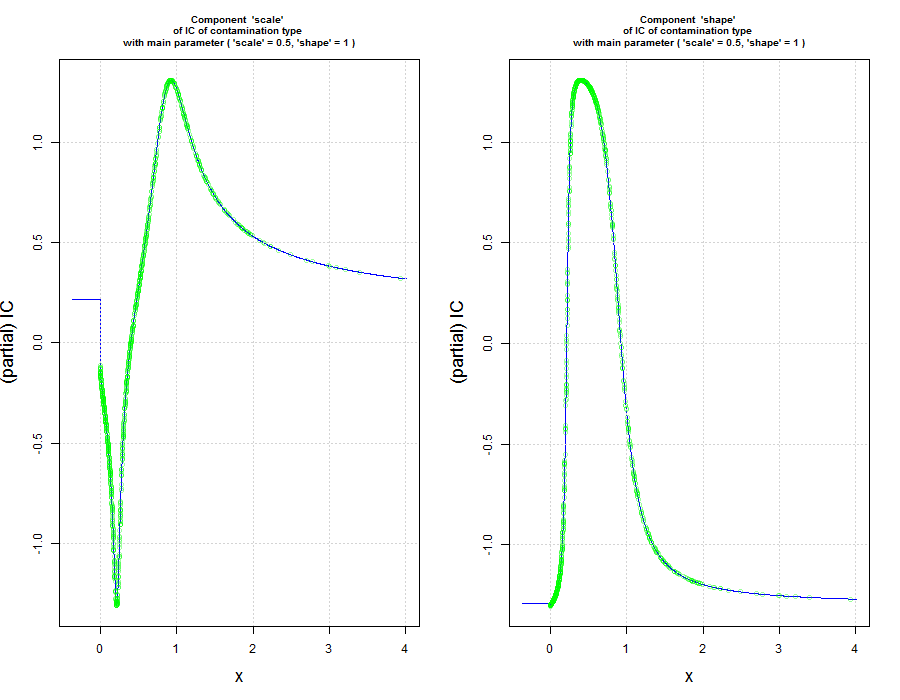 Component 'scale'
of IC of contamination type
with main parameter ( 'scale' = 0.5, 'shape' = 1 )
(partial) IC
1.0
0.5
0.0
-0.5
-1.0
0
1
2
3
4
x
Component 'shape'
of IC of contamination type
with main parameter ( 'scale' = 0.5, 'shape' = 1 )
(partial) IC
1.0
0.5
0.0
-0.5
-1.0
0
1
2
3
4
x